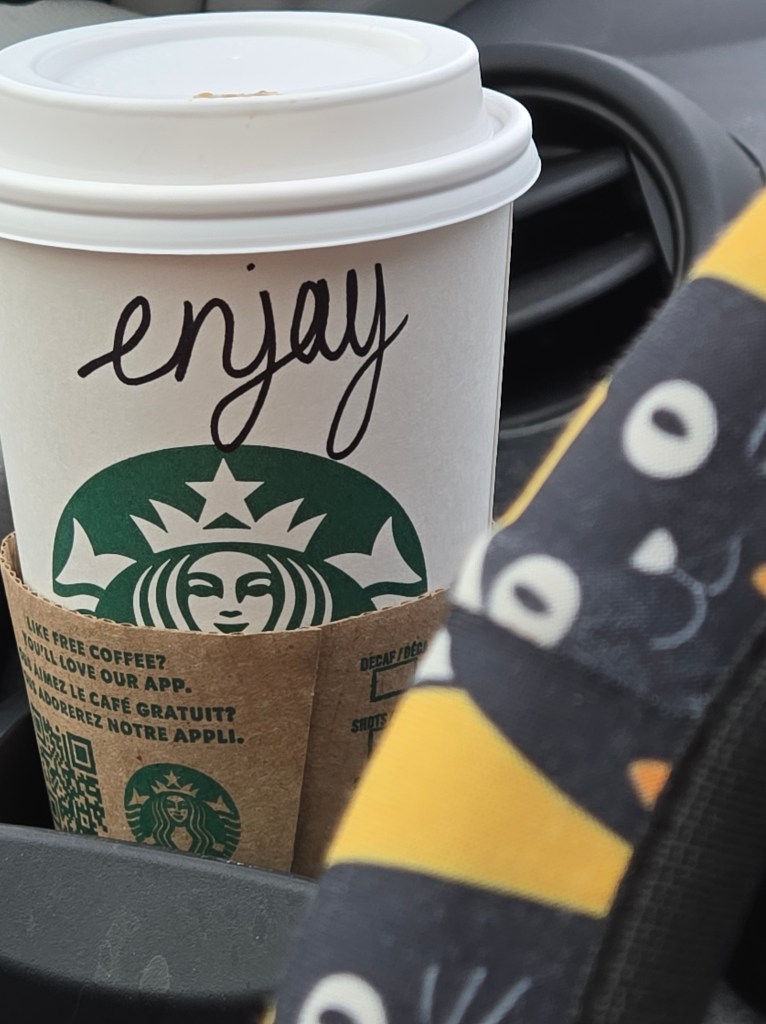 enjay
LIKE FREE COFFEE?
YOU'LL LOVE OUR APP.
AIMEZ LE CAFÉ GRATUIT?
ADOREREZ NOTRE APPLI.
DECAF / DÉCA
SHOTS